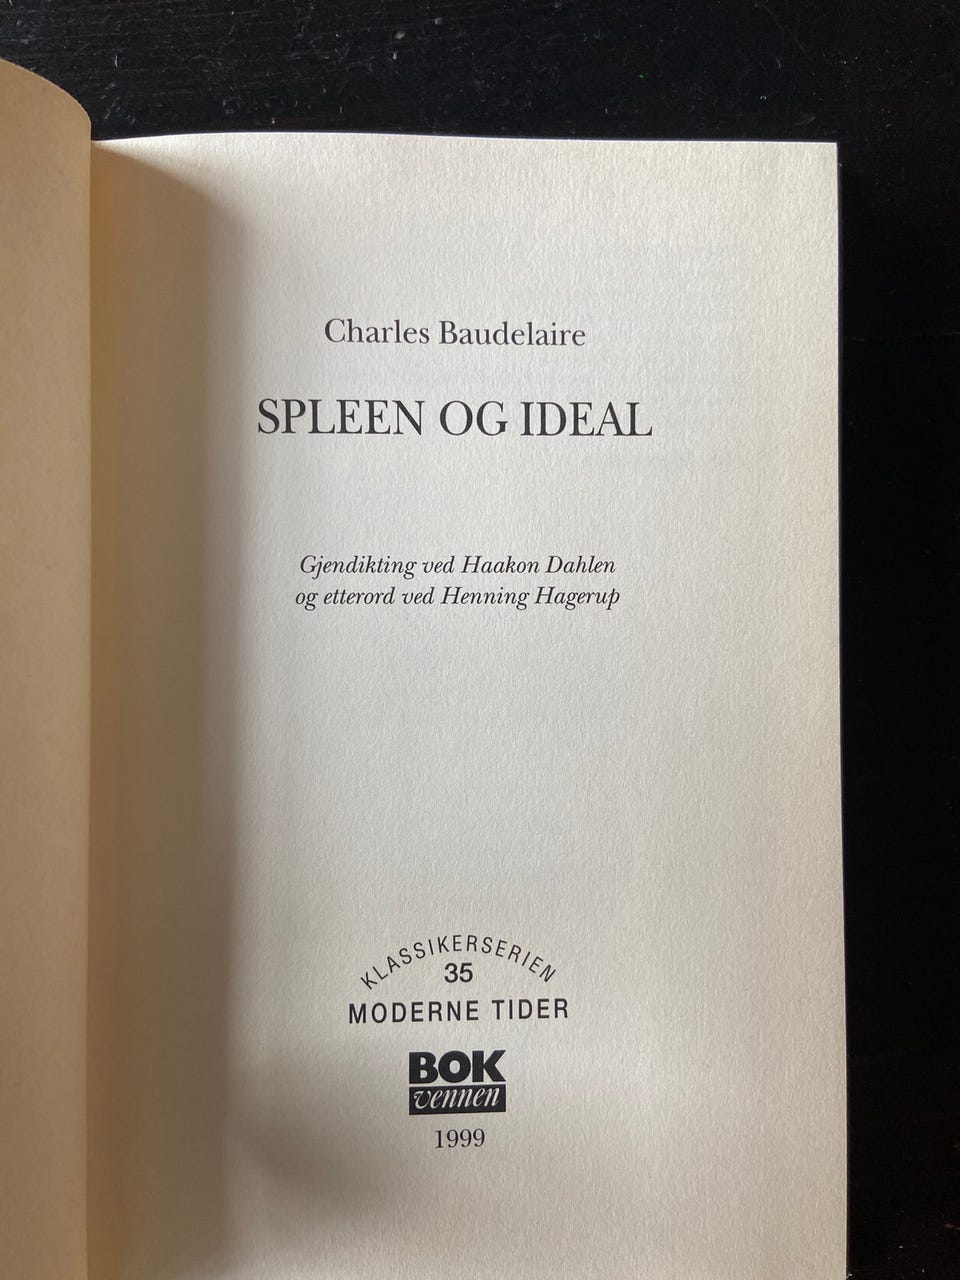 Charles Baudelaire
SPLEEN OG IDEAL
Gjendikting ved Haakon Dahlen
og etterord ved Henning Hagerup
KLASSIKERSERIEN
35
MODERNE TIDER
BOK
vennen
1999